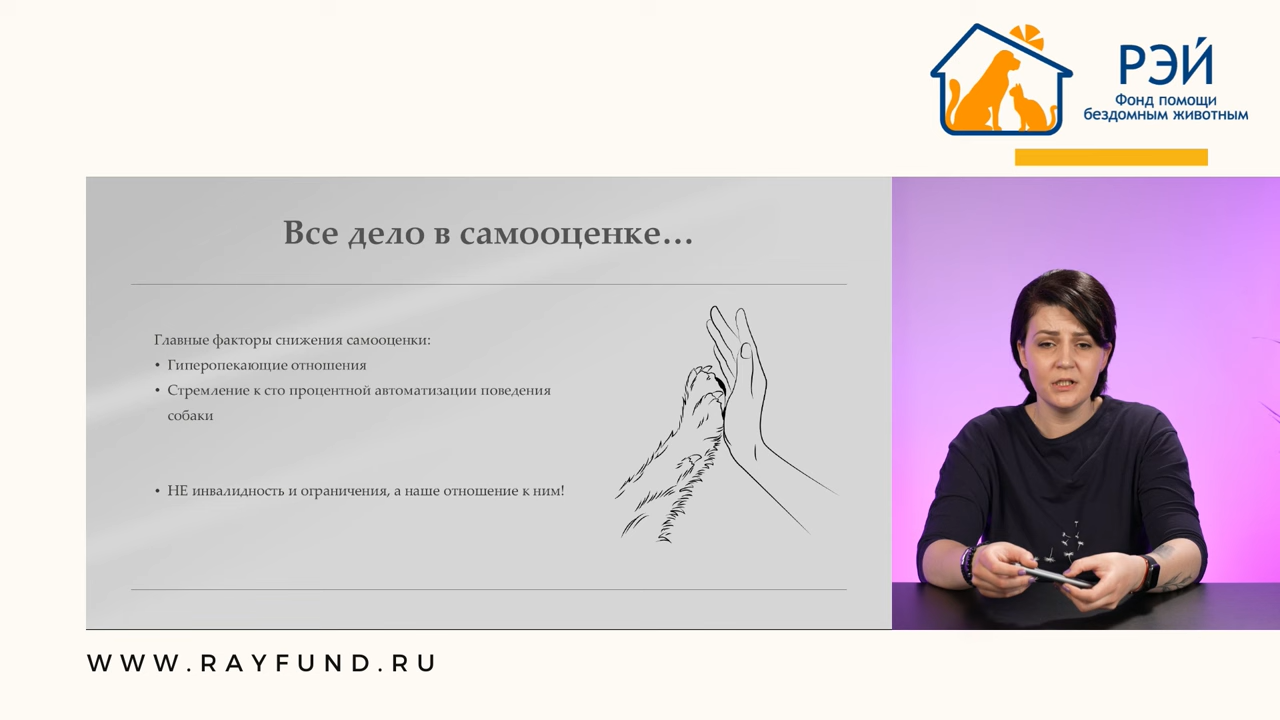 РЭЙ
Фонд помощи
бездомным животным
Все дело в самооценке...
Главные факторы снижения самооценки:
• Гиперопекающие отношения
• Стремление к сто процентной автоматизации поведения
собаки
• НЕ инвалидность и ограничения, а наше отношение к ним!
WWW.RAYFUND.RU